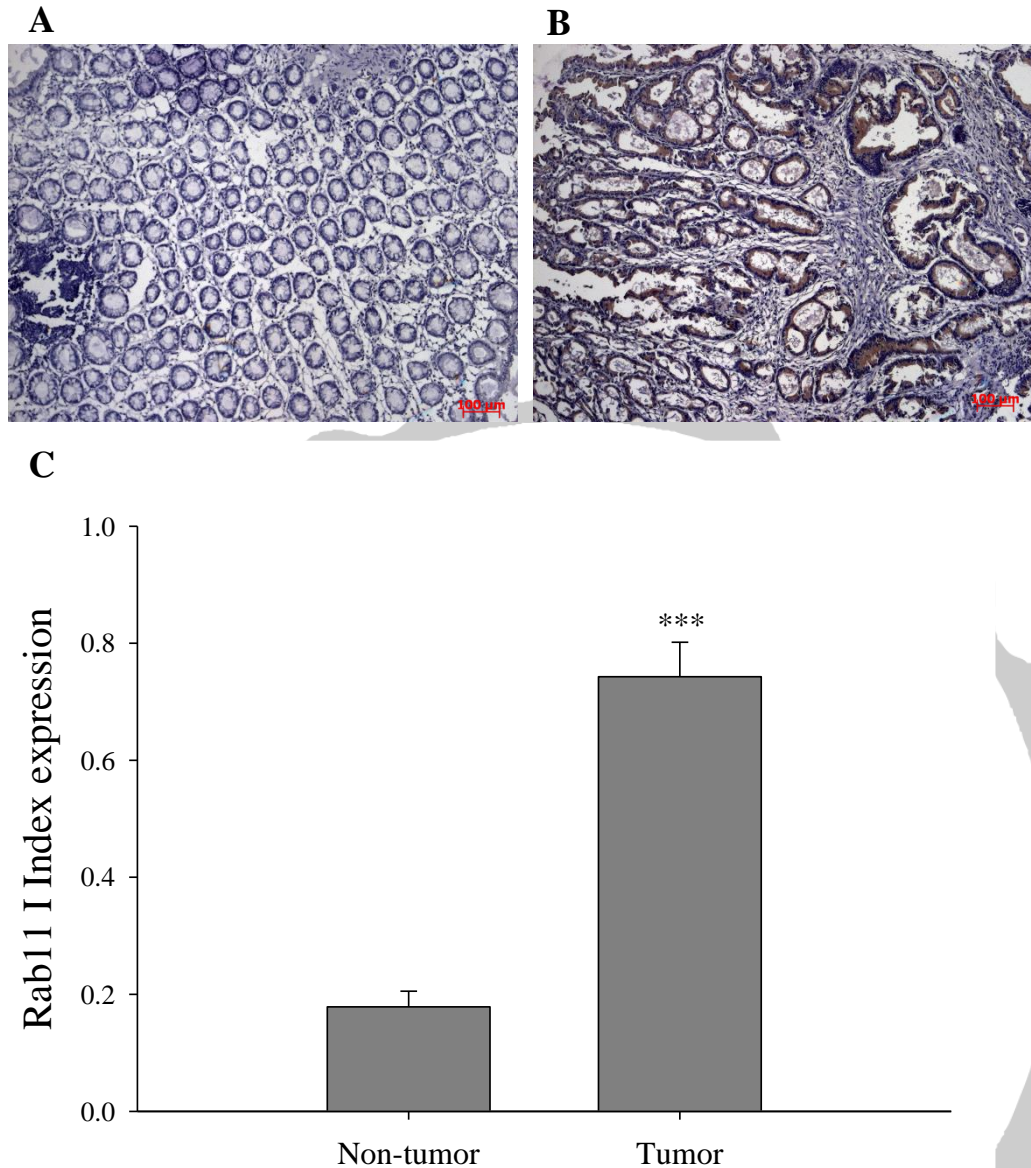 A
B
100 µm
100 µm
C
1.0
0.8
0.6
0.4
0.2
0.0
Rab11 I Index expression
***
Non-tumor
Tumor